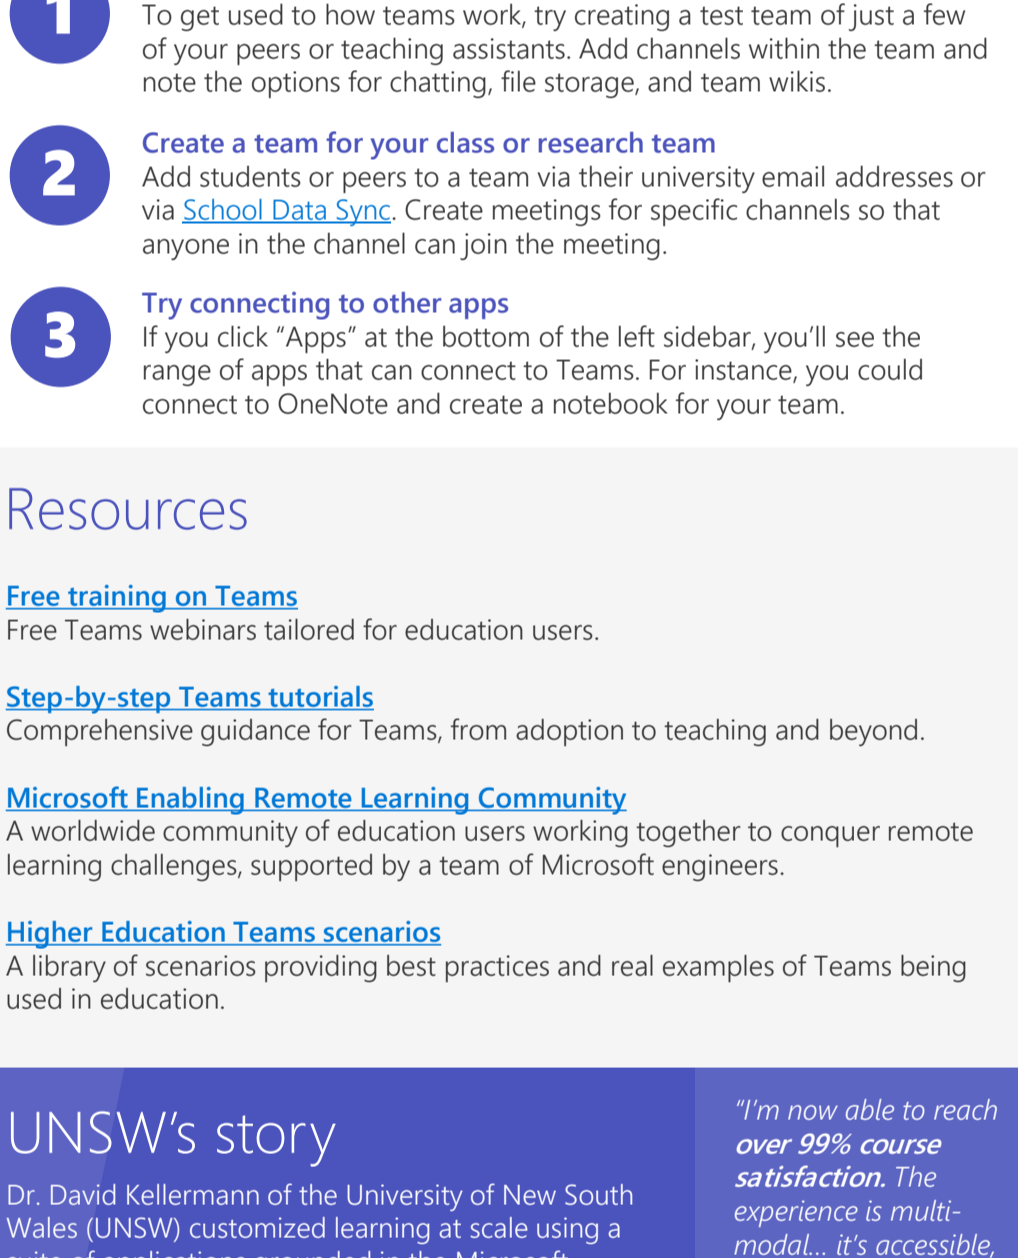 1
To get used to how teams work, try creating a test team of just a few
of your peers or teaching assistants. Add channels within the team and
note the options for chatting, file storage, and team wikis.
2
Create a team for your class or research team
Add students or peers to a team via their university email addresses or
via School Data Sync. Create meetings for specific channels so that
anyone in the channel can join the meeting.
3
Try connecting to other apps
If you click “Apps” at the bottom of the left sidebar, you’ll see the
range of apps that can connect to Teams. For instance, you could
connect to OneNote and create a notebook for your team.
Resources
Free training on Teams
Free Teams webinars tailored for education users.
Step-by-step Teams tutorials
Comprehensive guidance for Teams, from adoption to teaching and beyond.
Microsoft Enabling Remote Learning Community
A worldwide community of education users working together to conquer remote
learning challenges, supported by a team of Microsoft engineers.
Higher Education Teams scenarios
A library of scenarios providing best practices and real examples of Teams being
used in education.
UNSW’s story
Dr. David Kellermann of the University of New South
Wales (UNSW) customized learning at scale using a
suite of applications grounded in the Microsoft
“I’m now able to reach
over 99% course
satisfaction. The
experience is multi-
modal... it’s accessible,